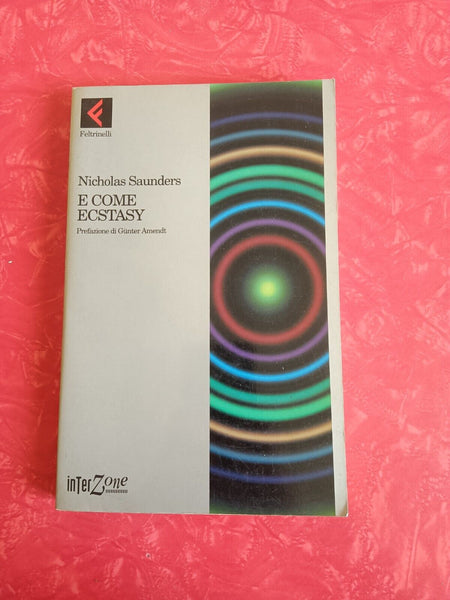 Feltrinelli
Nicholas Saunders
E COME
ECSTASY
Prefazione di Günter Amendt
inTerZone